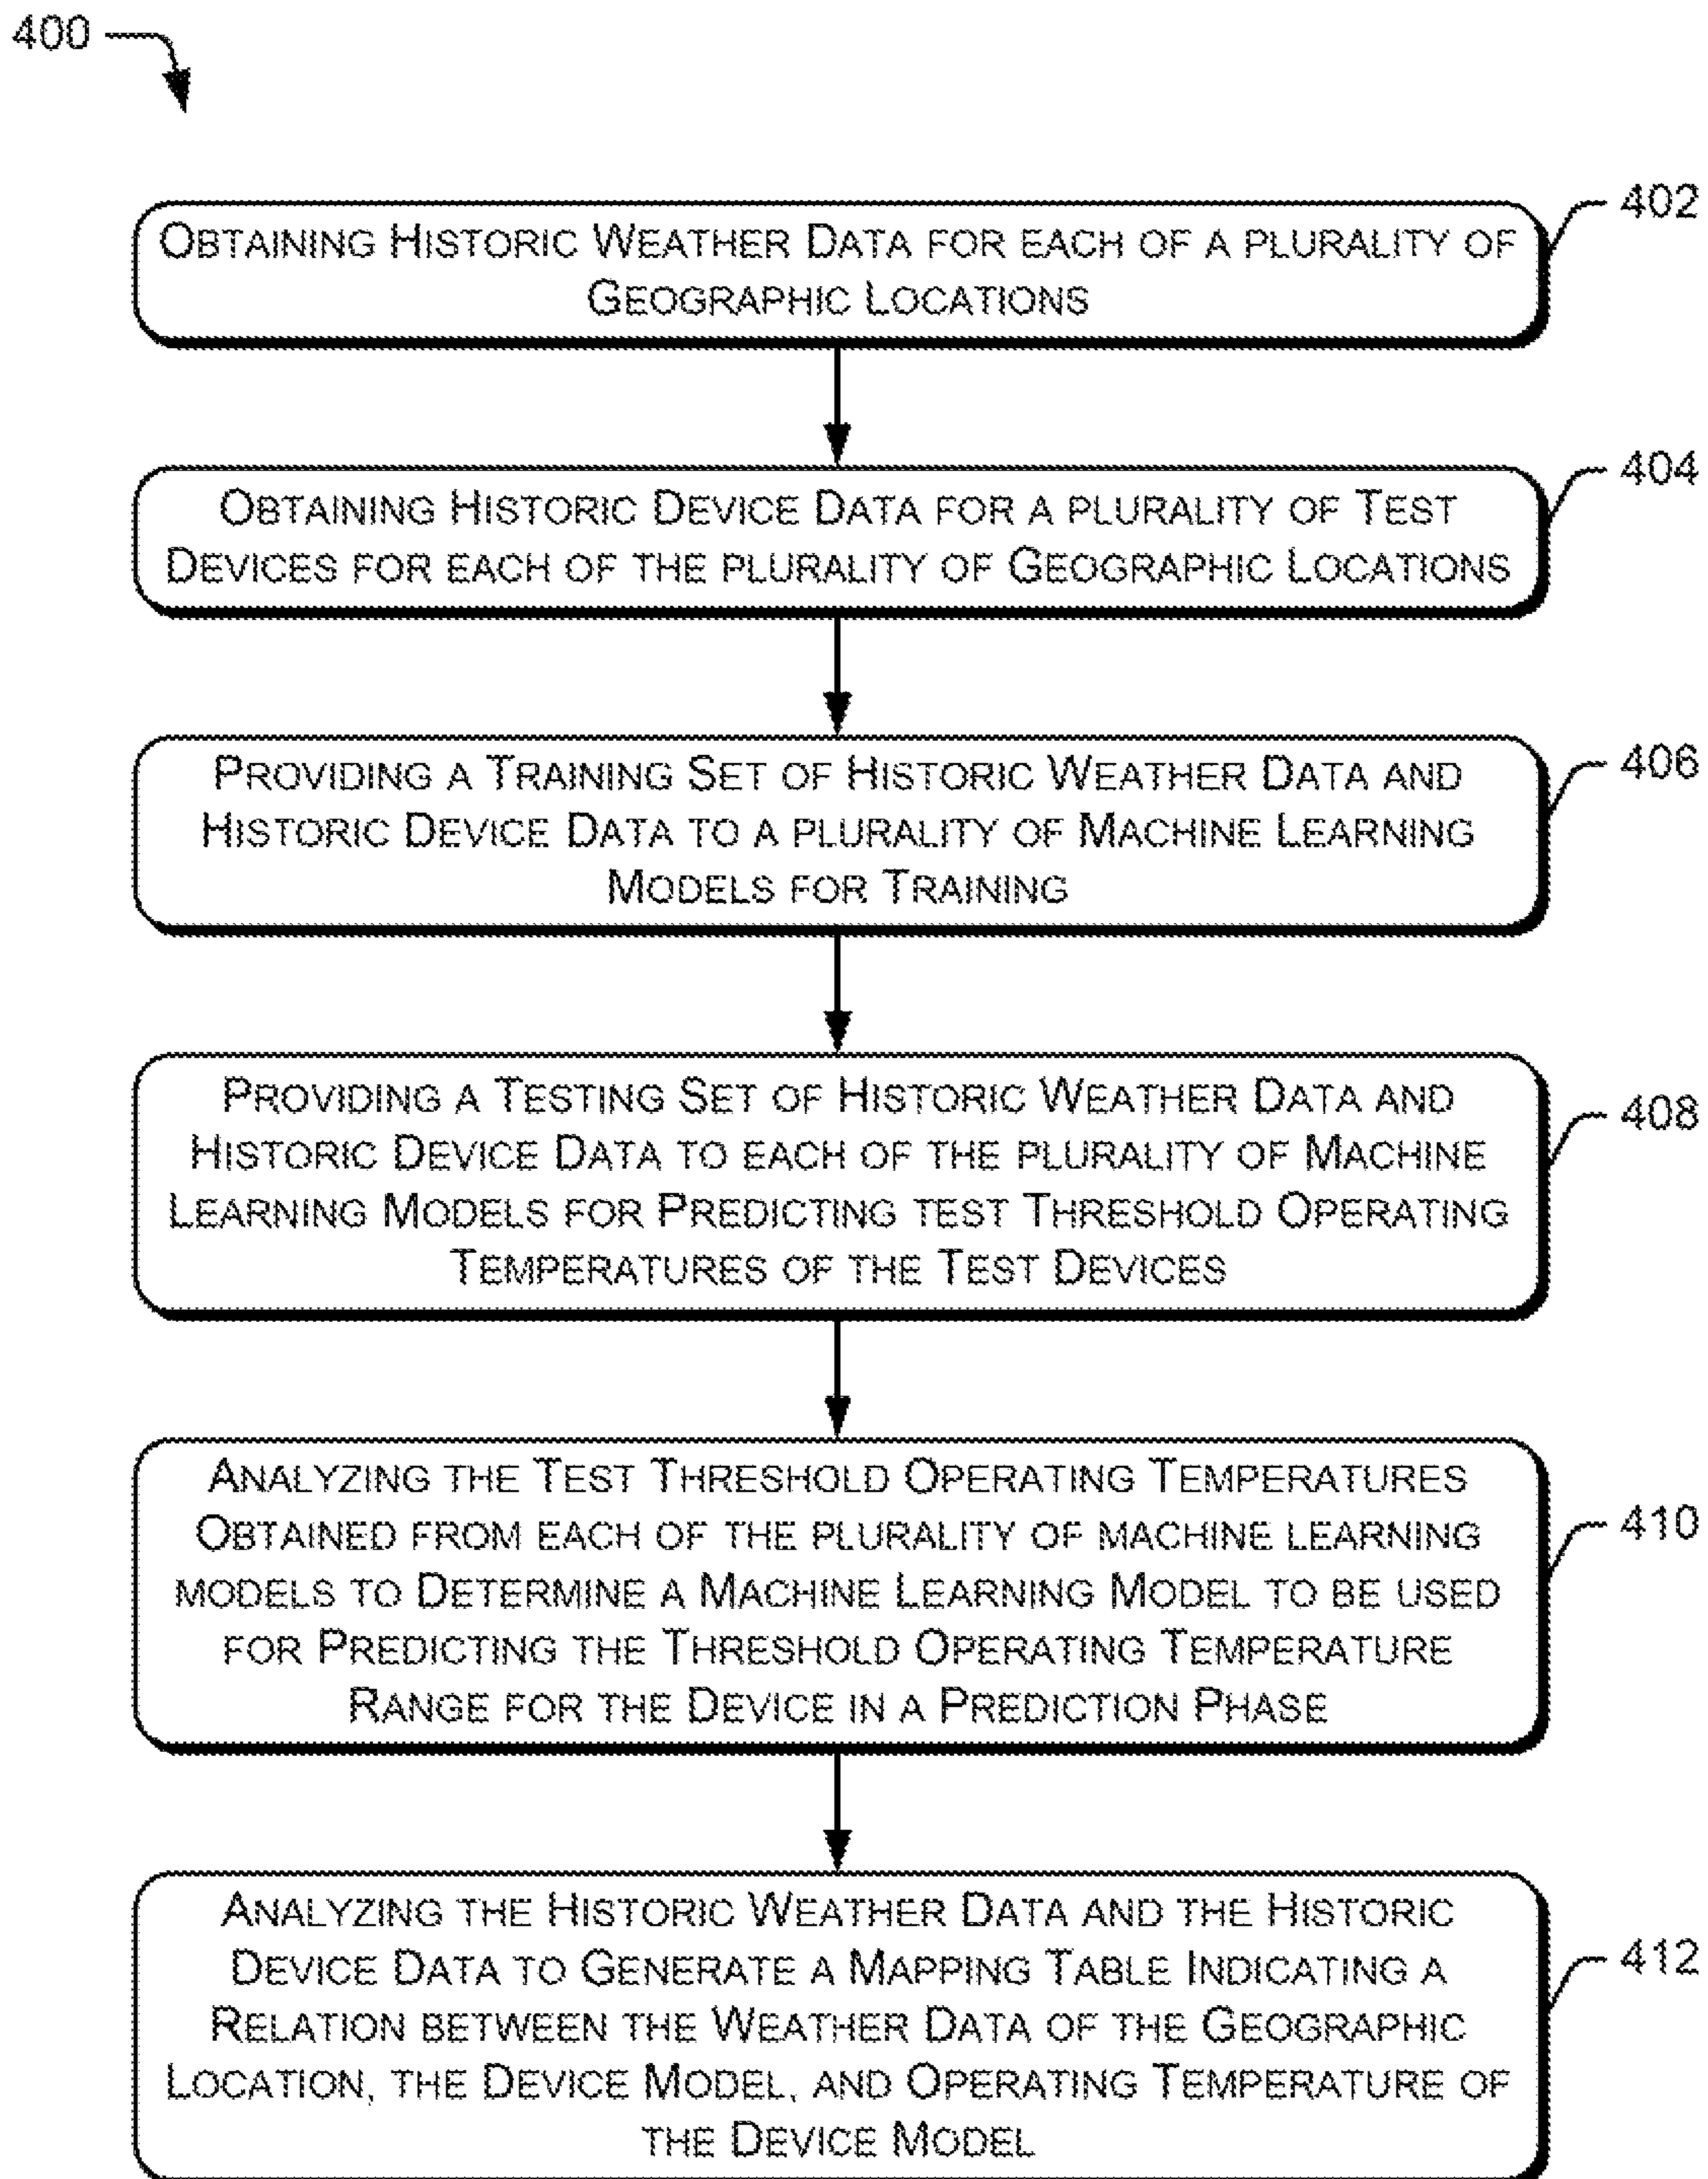 400
402
OBTAINING HISTORIC WEATHER DATA FOR EACH OF A PLURALITY OF
GEOGRAPHIC LOCATIONS
404
OBTAINING HISTORIC DEVICE DATA FOR A PLURALITY OF TEST
DEVICES FOR EACH OF THE PLURALITY OF GEOGRAPHIC LOCATIONS
406
PROVIDING A TRAINING SET OF HISTORIC WEATHER DATA AND
HISTORIC DEVICE DATA TO A PLURALITY OF MACHINE LEARNING
MODELS FOR TRAINING
408
PROVIDING A TESTING SET OF HISTORIC WEATHER DATA AND
HISTORIC DEVICE DATA TO EACH OF THE PLURALITY OF MACHINE
LEARNING MODELS FOR PREDICTING TEST THRESHOLD OPERATING
TEMPERATURES OF THE TEST DEVICES
410
ANALYZING THE TEST THRESHOLD OPERATING TEMPERATURES
OBTAINED FROM EACH OF THE PLURALITY OF MACHINE LEARNING
MODELS TO DETERMINE A MACHINE LEARNING MODEL TO BE USED
FOR PREDICTING THE THRESHOLD OPERATING TEMPERATURE
RANGE FOR THE DEVICE IN A PREDICTION PHASE
412
ANALYZING THE HISTORIC WEATHER DATA AND THE HISTORIC
DEVICE DATA TO GENERATE A MAPPING TABLE INDICATING A
RELATION BETWEEN THE WEATHER DATA OF THE GEOGRAPHIC
LOCATION, THE DEVICE MODEL, AND OPERATING TEMPERATURE OF
THE DEVICE MODEL